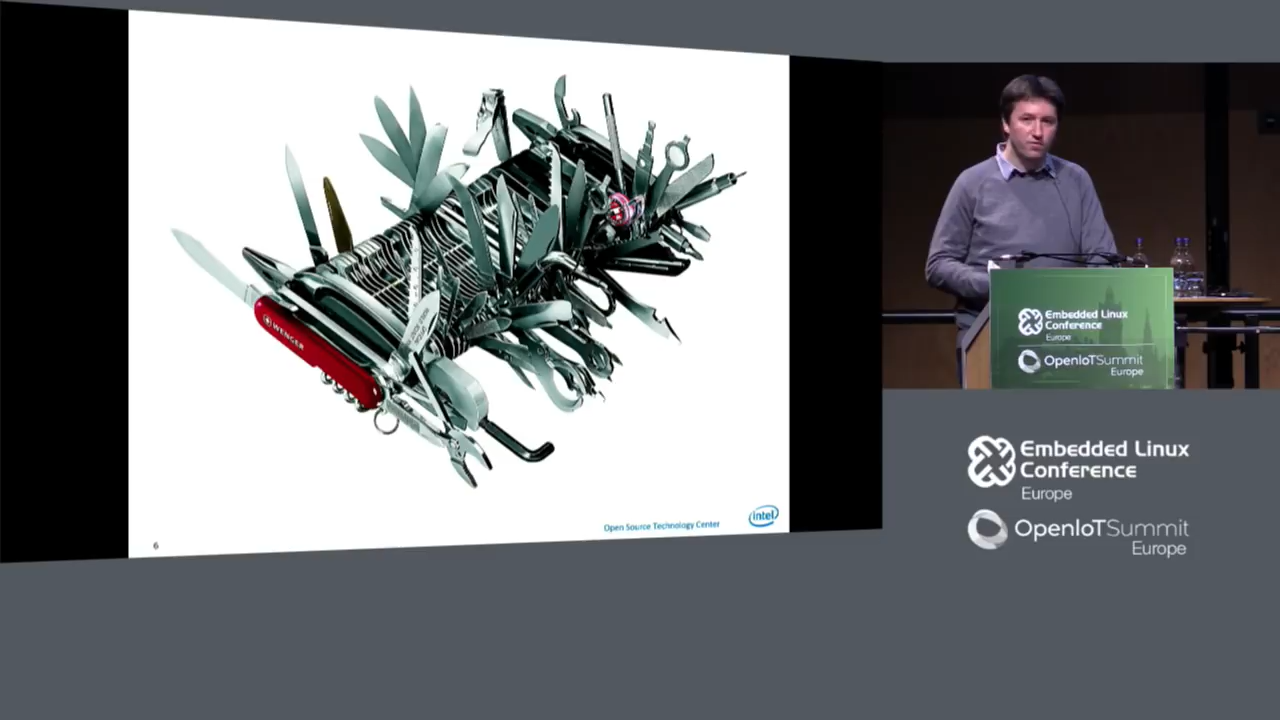 WENGER
6
Open Source Technology Center
intel
Embedded Linux
Conference
Europe
OpenIoTSummit
Europe
Embedded Linux
Conference
Europe
OpenIoTSummit
Europe